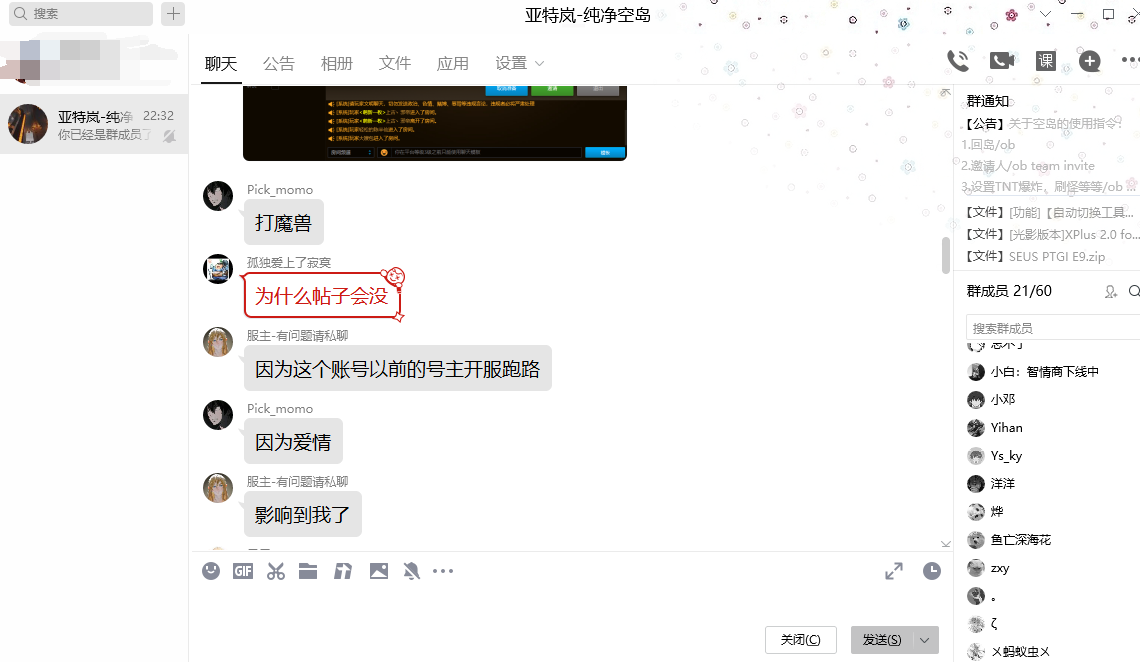 搜索
亚特岚-纯净空岛
亚特岚-纯净
22:32
你已经是群成员了
聊天
公告
相册
文件
应用
设置
课
Pick_momo
打魔兽
孤独爱上了寂寞
为什么帖子会没
服主-有问题请私聊
因为这个账号以前的号主开服跑路
Pick_momo
因为爱情
服主-有问题请私聊
影响到我了
GIF
关闭(C)
发送(S)
群通知
【公告】关于空岛的使用指令:
1.回岛/ob
2.邀请人/ob team invite
3.设置TNT爆炸，刷怪等等/ob ...
【文件】[功能]【自动切换工具...
【文件】[光影版本]XPlus 2.0 fo...
【文件】SEUS PTGI E9.zip
群成员 21/60
搜索群成员
小白：智情商下线中
小邓
Yihan
Ys_ky
洋洋
烨
鱼亡深海花
zxy
。
ζ
㐅蚂蚁虫㐅